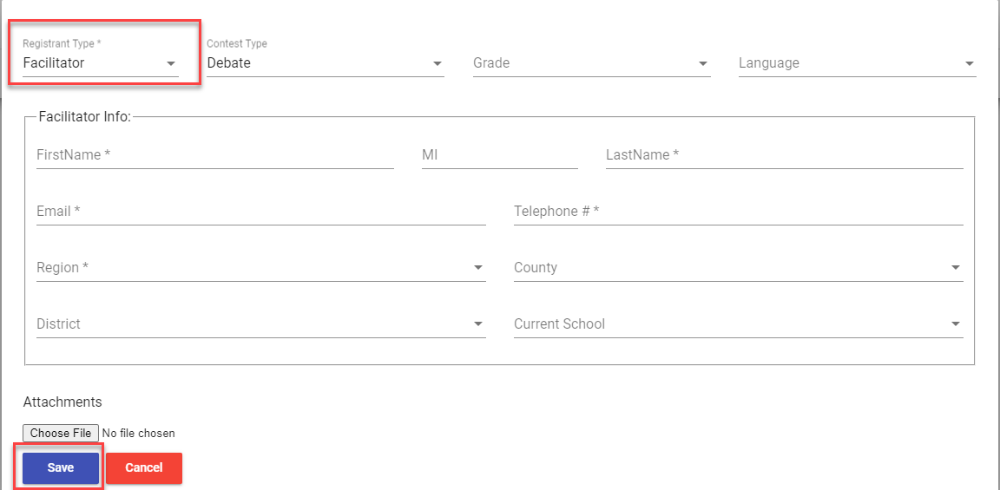 Registrant Type * Contest Type
Facilitator Debate Grade Language
Facilitator Info:
FirstName * MI LastName *
Email * Telephone # *
Region * County
District Current School
Attachments
Choose File No file chosen
Save Cancel